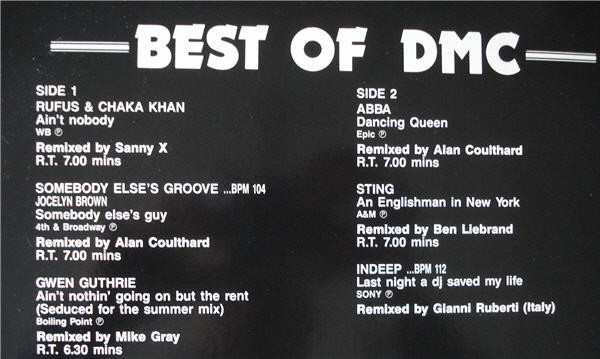 BEST OF DMC
SIDE 1
RUFUS & CHAKA KHAN
Ain't nobody
WB ℗
Remixed by Sanny X
R.T. 7.00 mins
SOMEBODY ELSE'S GROOVE ...BPM 104
JOCELYN BROWN
Somebody else's guy
4th & Broadway ℗
Remixed by Alan Coulthard
R.T. 7.00 mins
GWEN GUTHRIE
Ain't nothin' going on but the rent
(Seduced for the summer mix)
Boiling Point ℗
Remixed by Mike Gray
R.T. 6.30 mins
SIDE 2
ABBA
Dancing Queen
Epic ℗
Remixed by Alan Coulthard
R.T. 7.00 mins
STING
An Englishman in New York
A&M ℗
Remixed by Ben Liebrand
R.T. 7.00 mins
INDEEP ...BPM 112
Last night a dj saved my life
SONY ℗
Remixed by Gianni Ruberti (Italy)